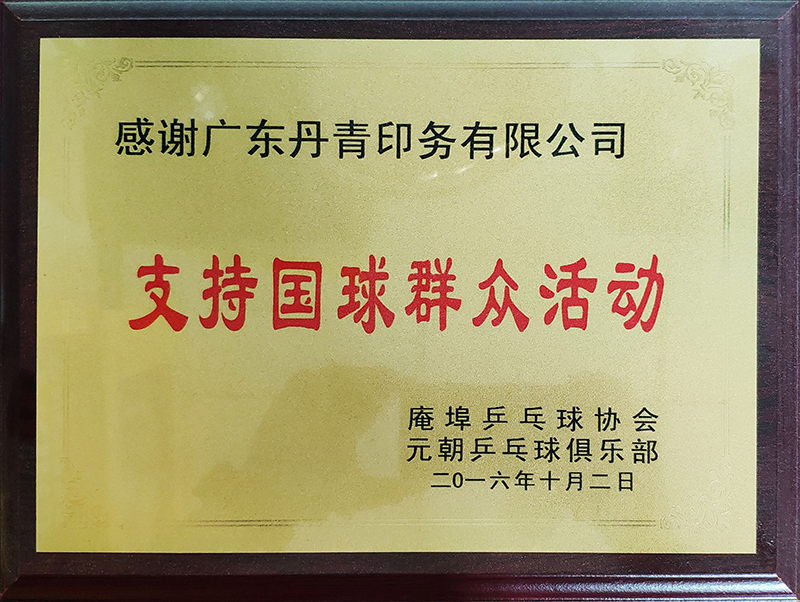 感谢广东丹青印务有限公司
支持国球群众活动
庵埠乒乓球协会
元朝乒乓球俱乐部
二0一六年十月二日